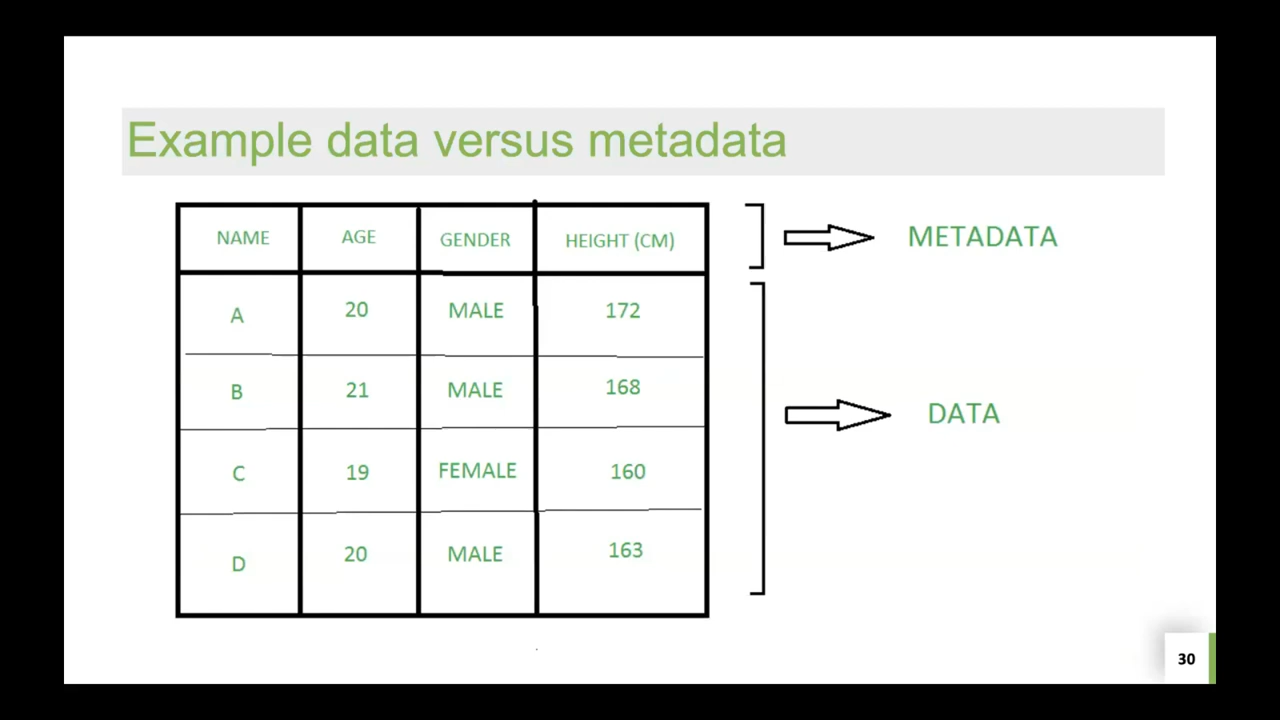 Example data versus metadata
NAME AGE GENDER HEIGHT (CM) METADATA
A 20 MALE 172
B 21 MALE 168
DATA
C 19 FEMALE 160
D 20 MALE 163
30